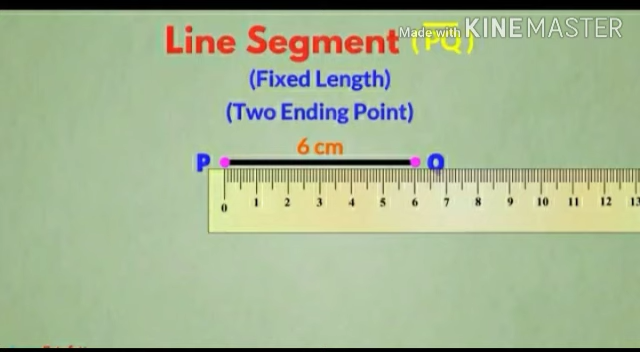 Line Segment (PQ)
Made with KINEMASTER
(Fixed Length)
(Two Ending Point)
6 cm
P Q
0 1 2 3 4 5 6 7 8 9 10 11 12 13